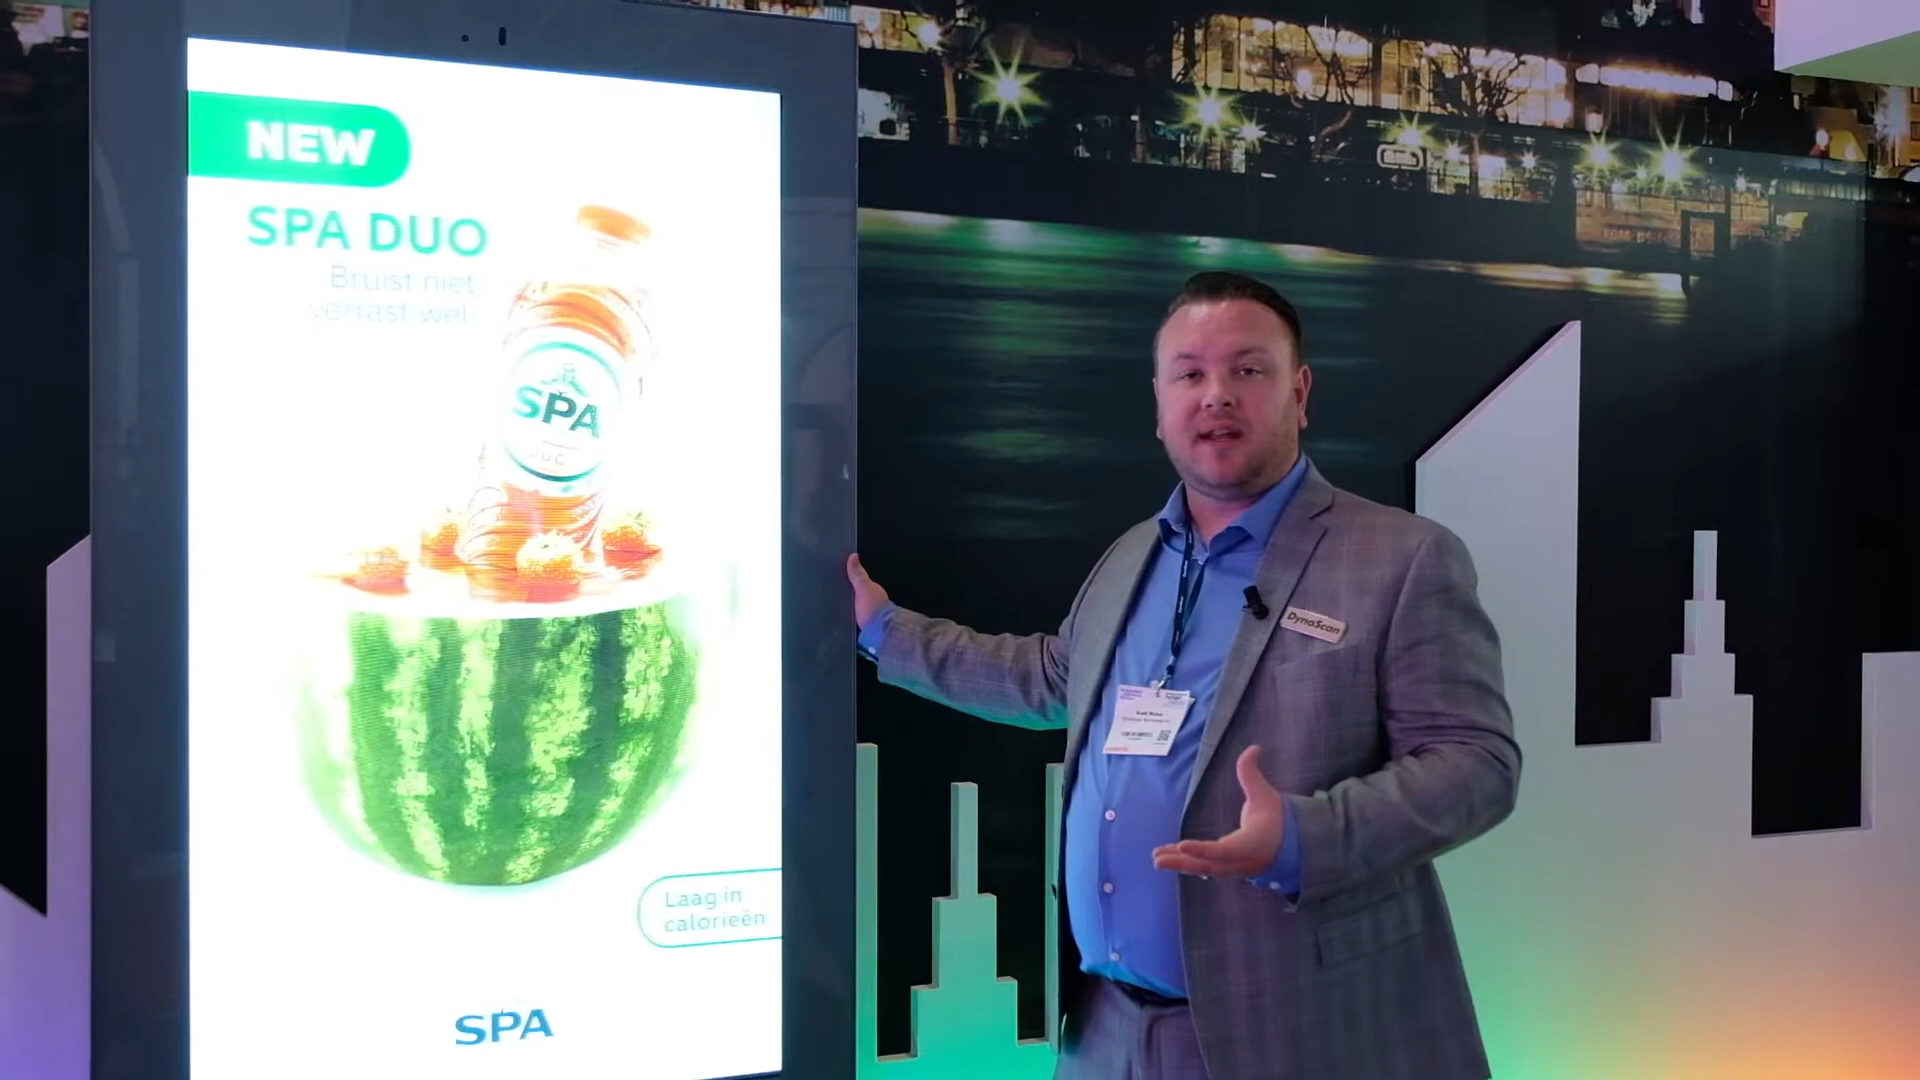 NEW
SPA DUO
Bruist niet
verrast wel.
SPA
DUO
Laag in
calorieën
SPA
DynaScan